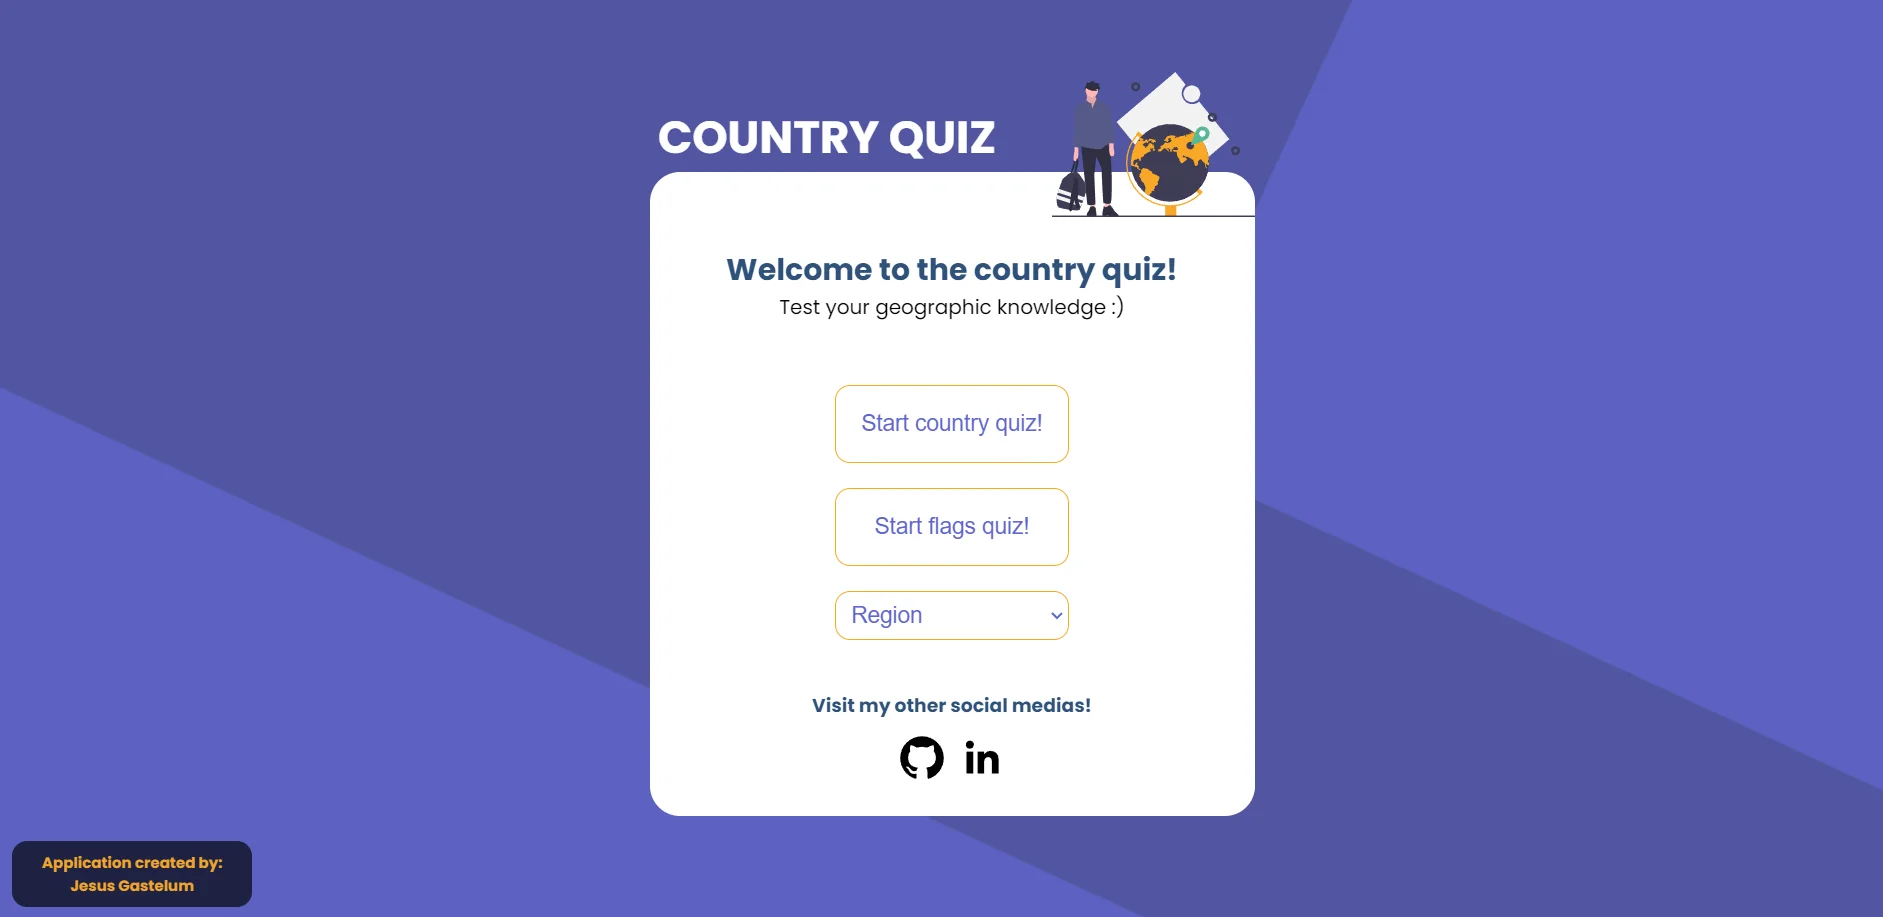 COUNTRY QUIZ
Welcome to the country quiz!
Test your geographic knowledge :)
Start country quiz!
Start flags quiz!
Region
Visit my other social medias!
in
Application created by:
Jesus Gastelum